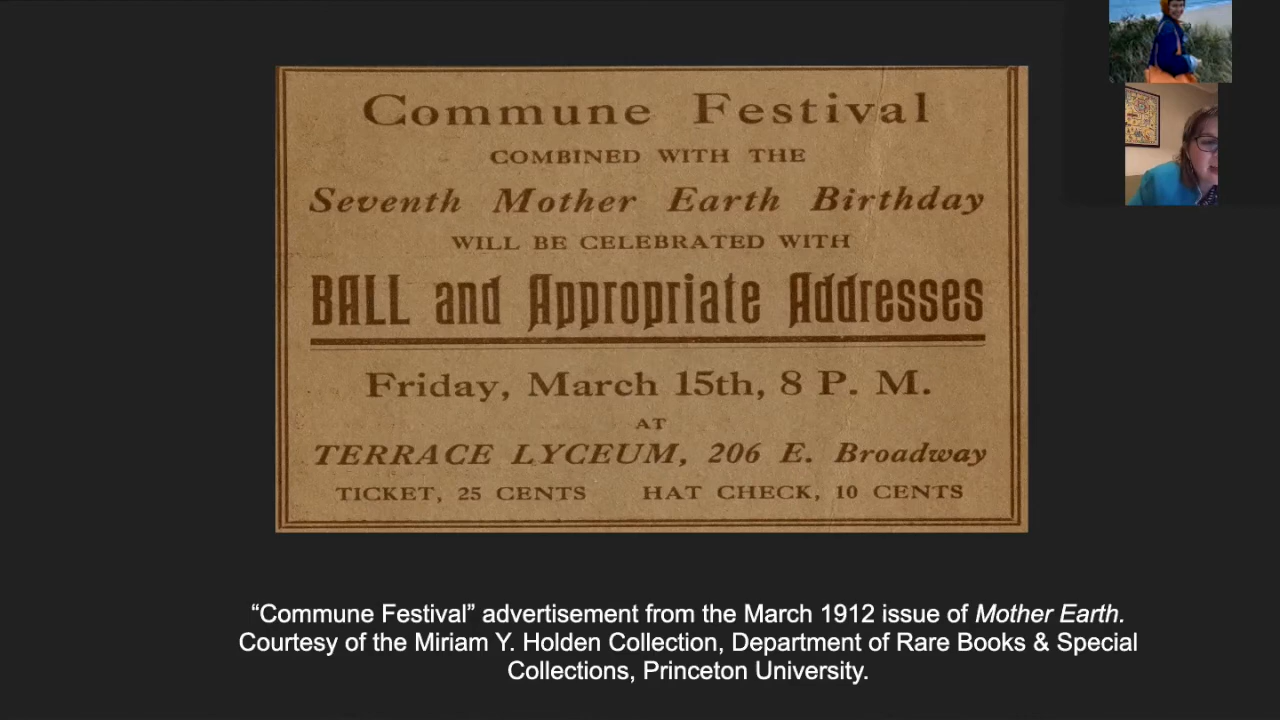 Commune Festival
COMBINED WITH THE
Seventh Mother Earth Birthday
WILL BE CELEBRATED WITH
BALL and Appropriate Addresses
Friday, March 15th, 8 P. M.
AT
TERRACE LYCEUM, 206 E. Broadway
TICKET, 25 CENTS HAT CHECK, 10 CENTS
“Commune Festival” advertisement from the March 1912 issue of Mother Earth.
Courtesy of the Miriam Y. Holden Collection, Department of Rare Books & Special
Collections, Princeton University.